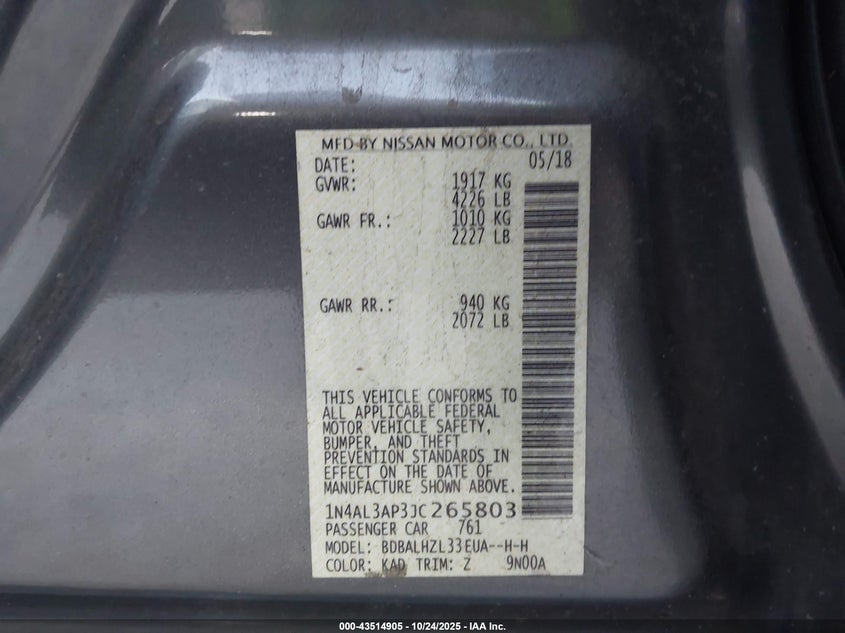 MFD BY NISSAN MOTOR CO., LTD.
DATE: 05/18
GVWR: 1917 KG
4226 LB
GAWR FR.: 1010 KG
2227 LB
GAWR RR.: 940 KG
2072 LB
THIS VEHICLE CONFORMS TO
ALL APPLICABLE FEDERAL
MOTOR VEHICLE SAFETY,
BUMPER, AND THEFT
PREVENTION STANDARDS IN
EFFECT ON THE DATE OF
MANUFACTURE SHOWN ABOVE.
1N4AL3AP3JC265803
PASSENGER CAR 761
MODEL: BDBALHZL33EUA--H-H
COLOR: KAD TRIM: Z 9N00A
000-43514905 - 10/24/2025 - IAA Inc.